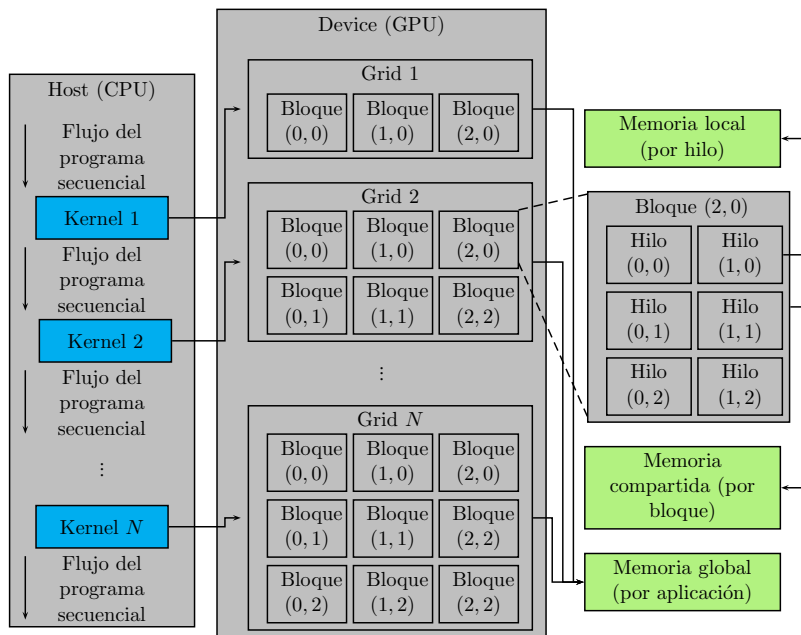 Host (CPU)
Flujo del
programa
secuencial
Kernel 1
Flujo del
programa
secuencial
Kernel 2
Flujo del
programa
secuencial
...
Kernel N
Flujo del
programa
secuencial
Device (GPU)
Grid 1
Bloque Bloque Bloque
(0, 0) (1, 0) (2, 0)
Grid 2
Bloque Bloque Bloque
(0, 0) (1, 0) (2, 0)
Bloque Bloque Bloque
(0, 1) (1, 1) (2, 2)
...
Grid N
Bloque Bloque Bloque
(0, 0) (1, 0) (2, 0)
Bloque Bloque Bloque
(0, 1) (1, 1) (2, 2)
Bloque Bloque Bloque
(0, 2) (1, 2) (2, 2)
Memoria local
(por hilo)
Bloque (2, 0)
Hilo Hilo
(0, 0) (1, 0)
Hilo Hilo
(0, 1) (1, 1)
Hilo Hilo
(0, 2) (1, 2)
Memoria
compartida (por
bloque)
Memoria global
(por aplicación)